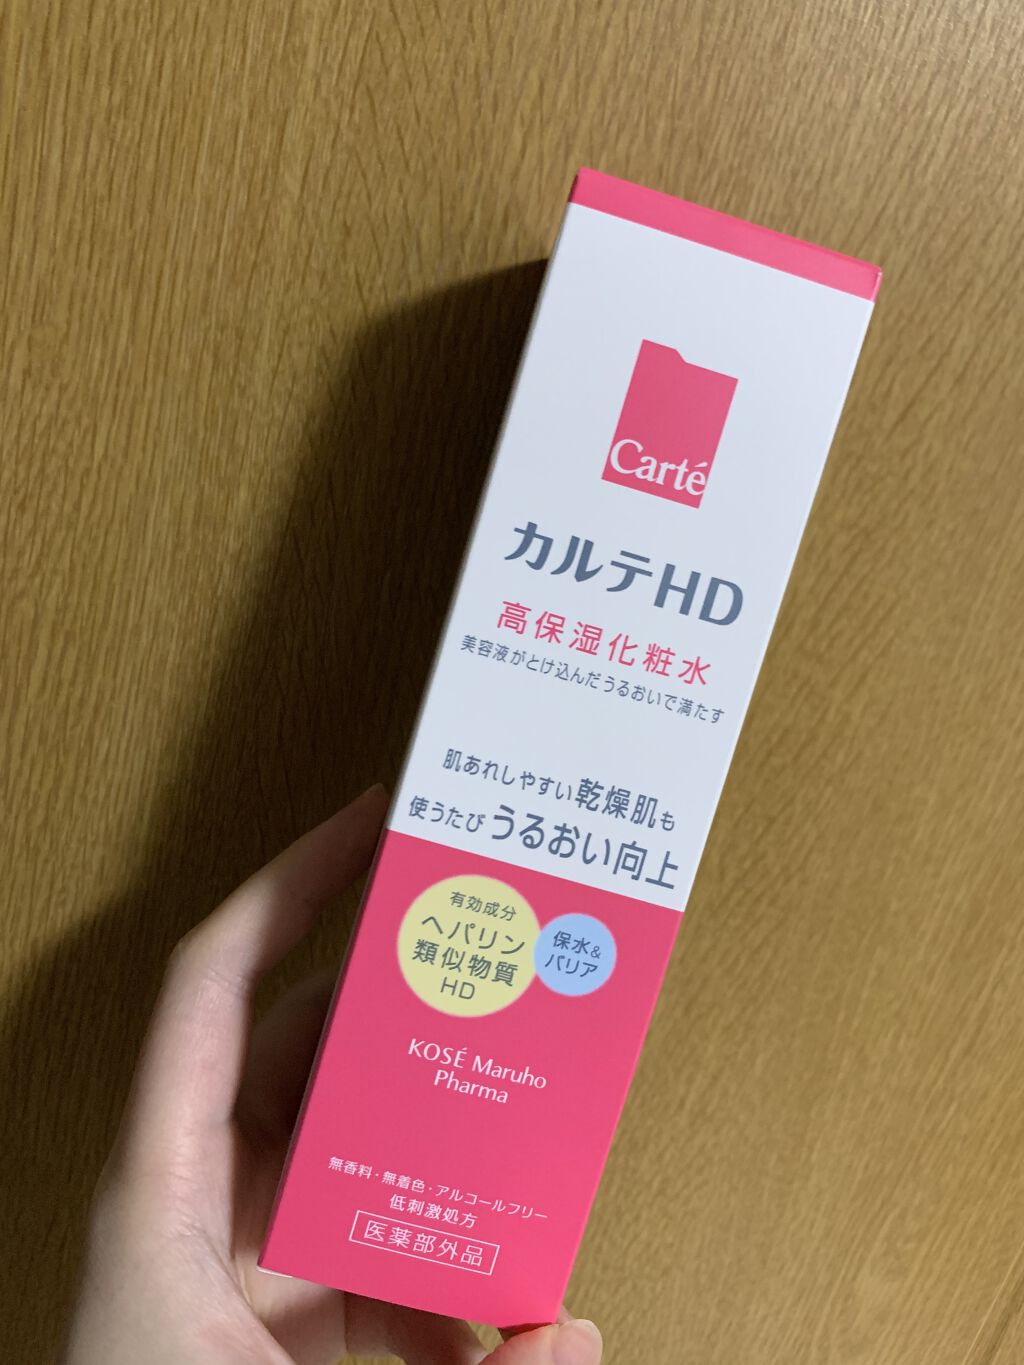 Carté
カルテHD
高保湿化粧水
美容液がとけ込んだうるおいで満たす
肌あれしやすい乾燥肌も
使うたびうるおい向上
有効成分
ヘパリン
類似物質
HD
保水&
バリア
KOSÉ Maruho
Pharma
無香料・無着色・アルコールフリー
低刺激処方
医薬部外品